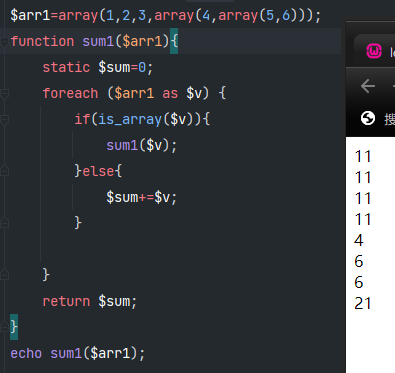 $arr1=array(1,2,3,array(4,array(5,6)));
function sum1($arr1){
static $sum=0;
foreach ($arr1 as $v) {
if(is_array($v)){
sum1($v);
}else{
$sum+=$v;
}
}
return $sum;
}
echo sum1($arr1);
搜
11
11
11
11
4
6
6
21